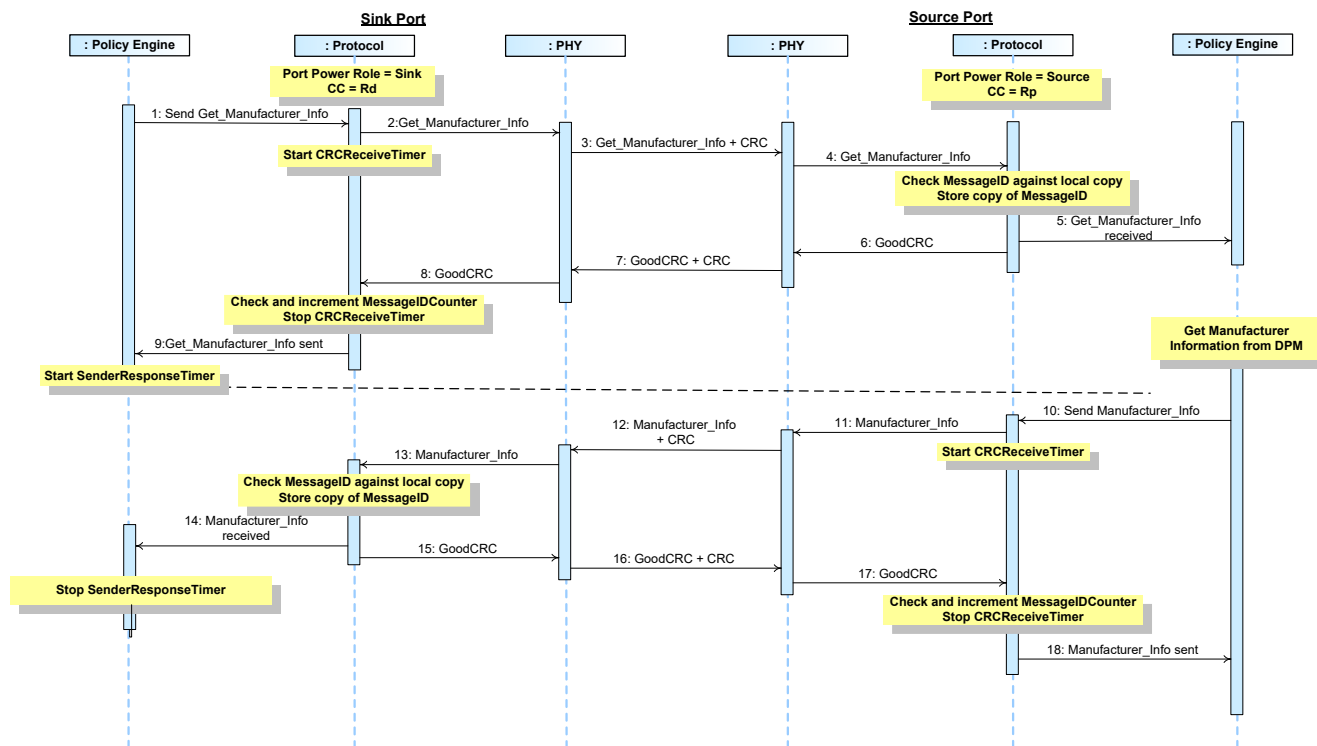 Sink Port
Source Port
: Policy Engine
: Protocol
: PHY
: PHY
: Protocol
: Policy Engine
Port Power Role = Sink
CC = Rd
Port Power Role = Source
CC = Rp
1: Send Get_Manufacturer_Info
2:Get_Manufacturer_Info
Start CRCReceiveTimer
3: Get_Manufacturer_Info + CRC
4: Get_Manufacturer_Info
Check MessageID against local copy
Store copy of MessageID
5: Get_Manufacturer_Info
received
6: GoodCRC
7: GoodCRC + CRC
8: GoodCRC
Check and increment MessageIDCounter
Stop CRCReceiveTimer
9:Get_Manufacturer_Info sent
Start SenderResponseTimer
Get Manufacturer
Information from DPM
10: Send Manufacturer_Info
11: Manufacturer_Info
Start CRCReceiveTimer
12: Manufacturer_Info
+ CRC
13: Manufacturer_Info
Check MessageID against local copy
Store copy of MessageID
14: Manufacturer_Info
received
15: GoodCRC
16: GoodCRC + CRC
17: GoodCRC
Stop SenderResponseTimer
Check and increment MessageIDCounter
Stop CRCReceiveTimer
18: Manufacturer_Info sent